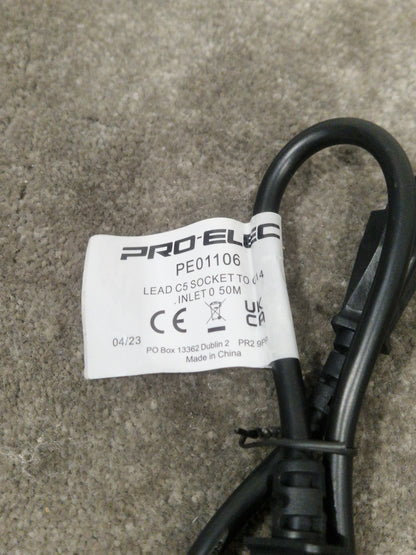 PRO-ELEC
PE01106
LEAD C5 SOCKET TO C14
.INLET 0 50M
CE
UK
CA
04/23
PO Box 13362 Dublin 2 PR2
Made in China